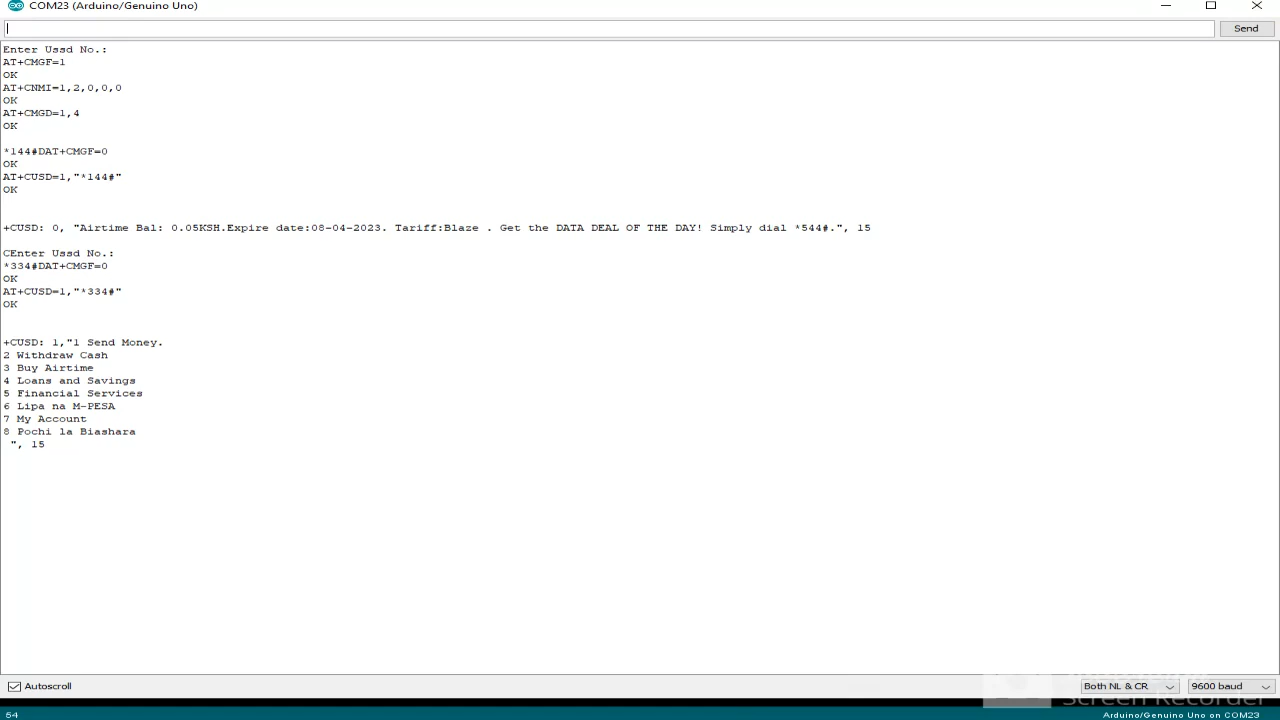 COM23 (Arduino/Genuino Uno)
Send
Enter Ussd No.:
AT+CMGF=1
OK
AT+CNMI=1,2,0,0,0
OK
AT+CMGD=1,4
OK
*144#DAT+CMGF=0
OK
AT+CUSD=1,"*144#"
OK
+CUSD: 0, "Airtime Bal: 0.05KSH.Expire date:08-04-2023. Tariff:Blaze . Get the DATA DEAL OF THE DAY! Simply dial *544#.", 15
CEnter Ussd No.:
*334#DAT+CMGF=0
OK
AT+CUSD=1,"*334#"
OK
+CUSD: 1,"1 Send Money.
2 Withdraw Cash
3 Buy Airtime
4 Loans and Savings
5 Financial Services
6 Lipa na M-PESA
7 My Account
8 Pochi la Biashara
", 15
Autoscroll
Both NL & CR
9600 baud
Screen Recorder
54
Arduino/Genuino Uno on COM23